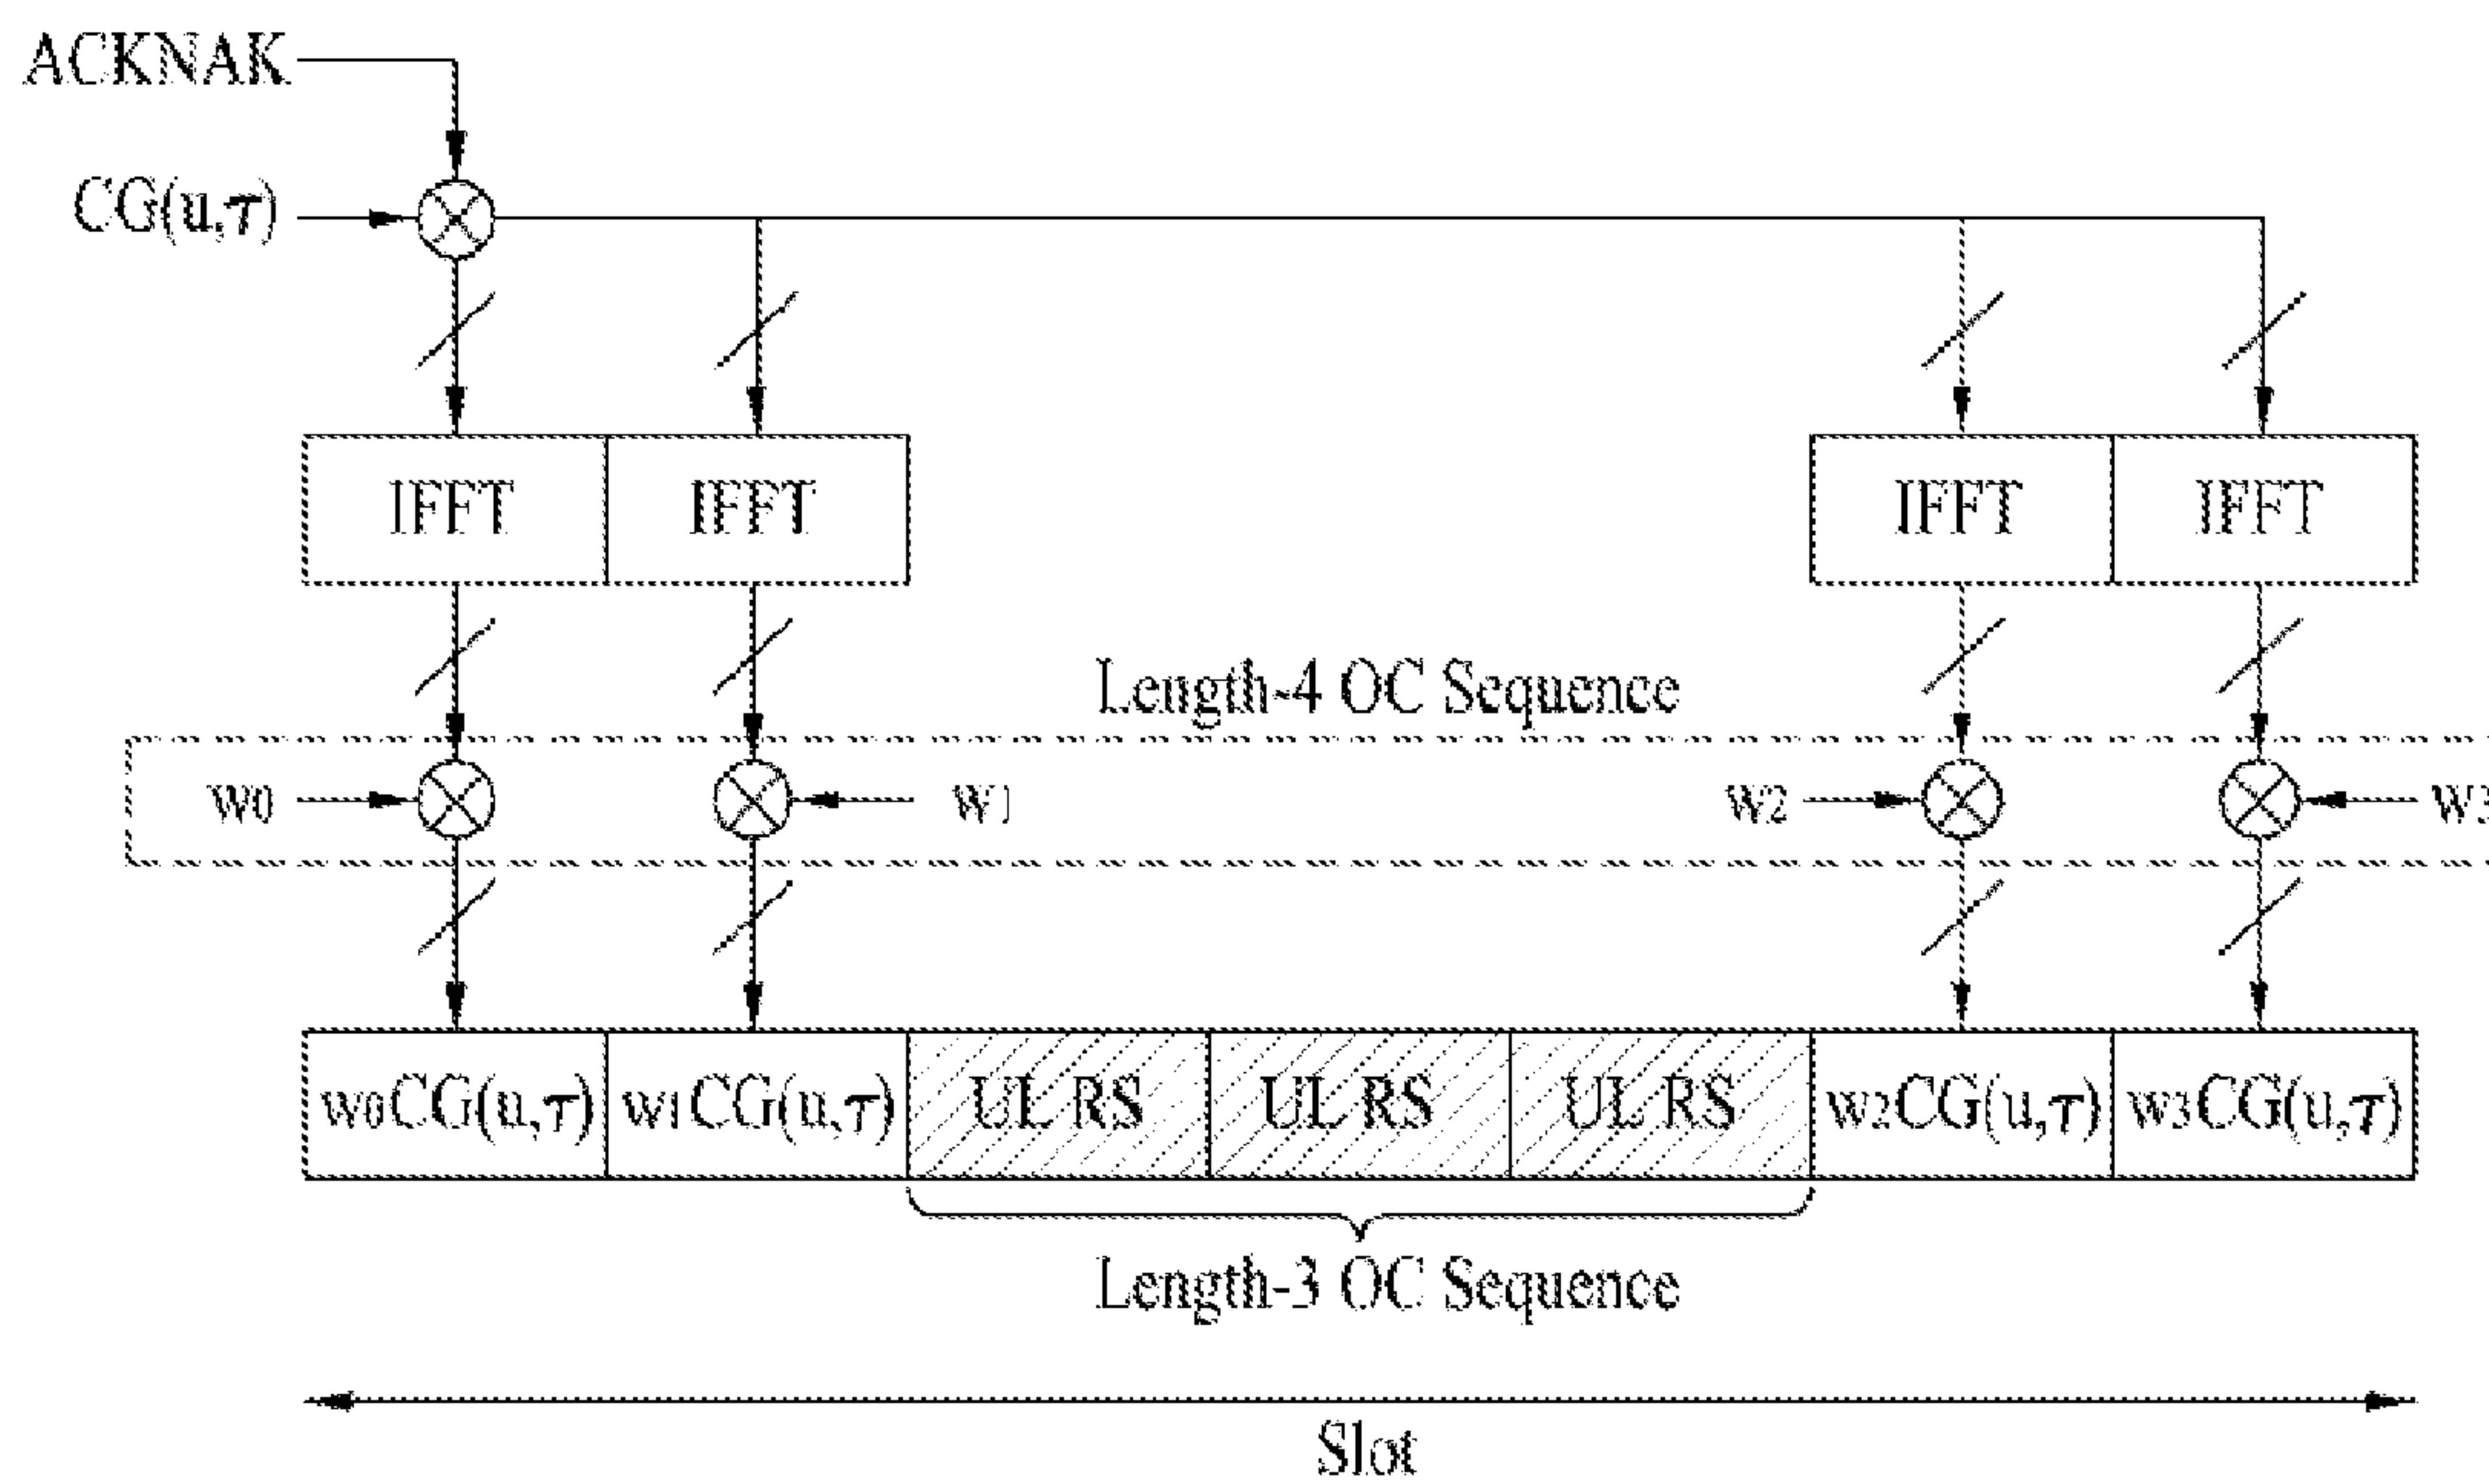 ACKNAK
CG(u,τ)
IFFT IFFT IFFT IFFT
Length-4 OC Sequence
w0 w1 w2 w3
w0CG(u,τ) w1CG(u,τ) UL RS UL RS UL RS w2CG(u,τ) w3CG(u,τ)
Length-3 OC Sequence
Slot